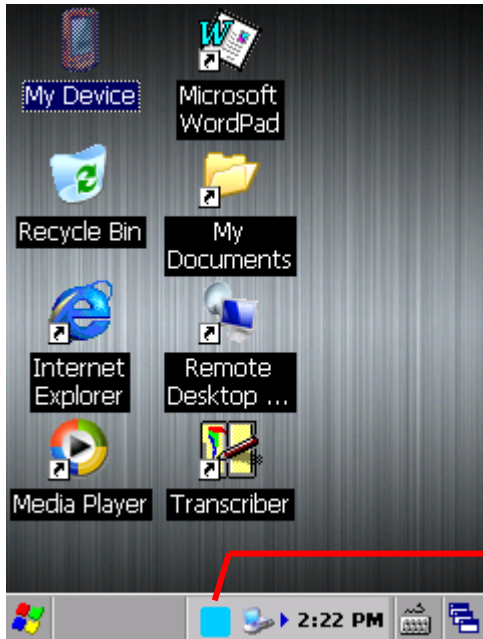 My Device
Microsoft
WordPad
Recycle Bin
My
Documents
Internet
Explorer
Remote
Desktop ...
Media Player
Transcriber
2:22 PM